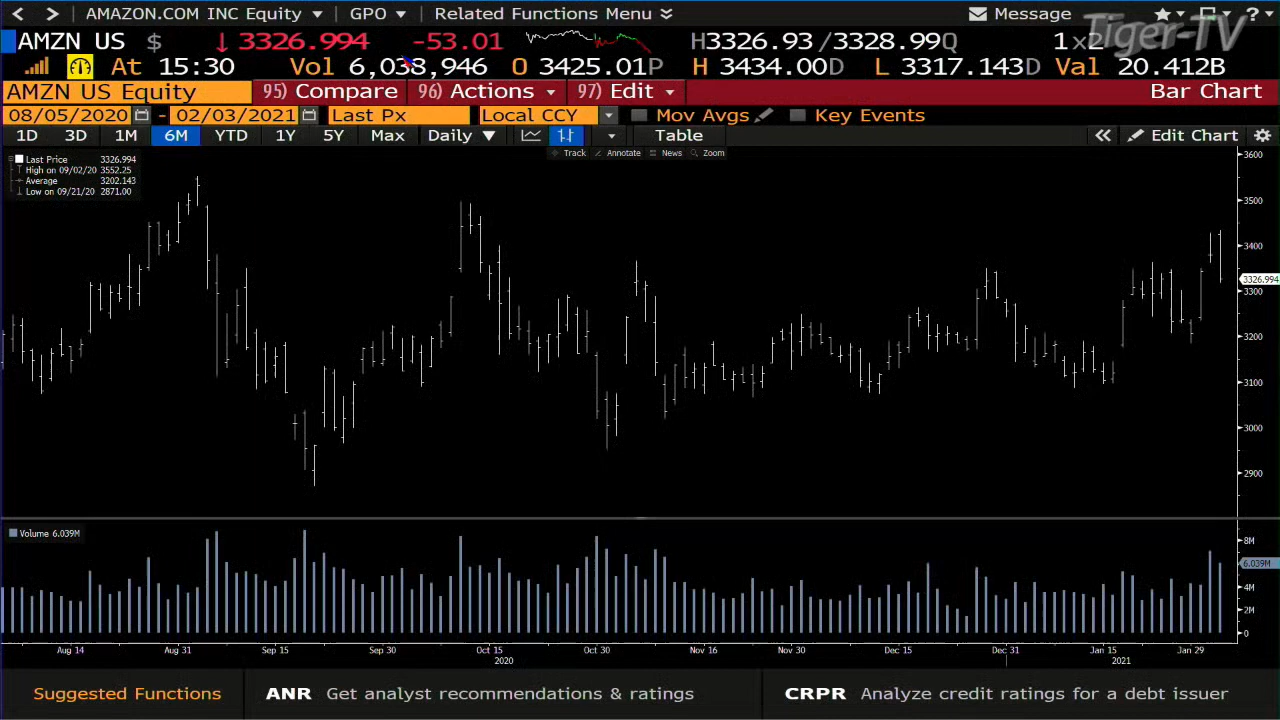 AMAZON.COM INC Equity GPO Related Functions Menu Message ?
Tiger-TV
AMZN US $ ↓ 3326.994 -53.01 H3326.93 /3328.99Q 1 x2
At 15:30 Vol 6,038,946 O 3425.01P H 3434.00D L 3317.143D Val 20.412B
AMZN US Equity 95) Compare 96) Actions 97) Edit Bar Chart
08/05/2020 - 02/03/2021 Last Px Local CCY Mov Avgs Key Events
1D 3D 1M 6M YTD 1Y 5Y Max Daily ▼ Table « Edit Chart
Track Annotate News Zoom
Last Price 3326.994
High on 09/02/20 3552.25
Average 3202.143
Low on 09/21/20 2871.00
3600
3500
3400
3326.994
3300
3200
3100
3000
2900
Volume 6.039M
8M
6.039M
4M
2M
0
Aug 14 Aug 31 Sep 15 Sep 30 Oct 15 Oct 30 Nov 16 Nov 30 Dec 15 Dec 31 Jan 15 Jan 29
2020 2021
Suggested Functions ANR Get analyst recommendations & ratings CRPR Analyze credit ratings for a debt issuer